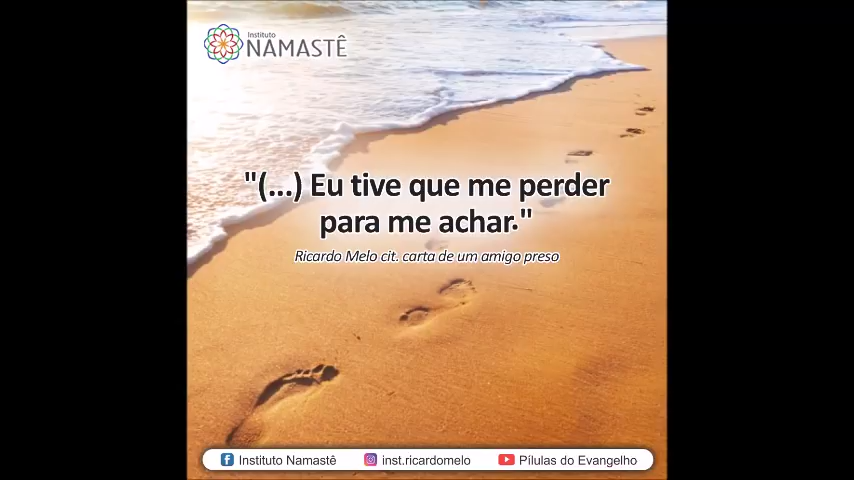 Instituto
NAMASTÊ
"(...) Eu tive que me perder
para me achar."
Ricardo Melo cit. carta de um amigo preso
Instituto Namastê inst.ricardomelo Pílulas do Evangelho